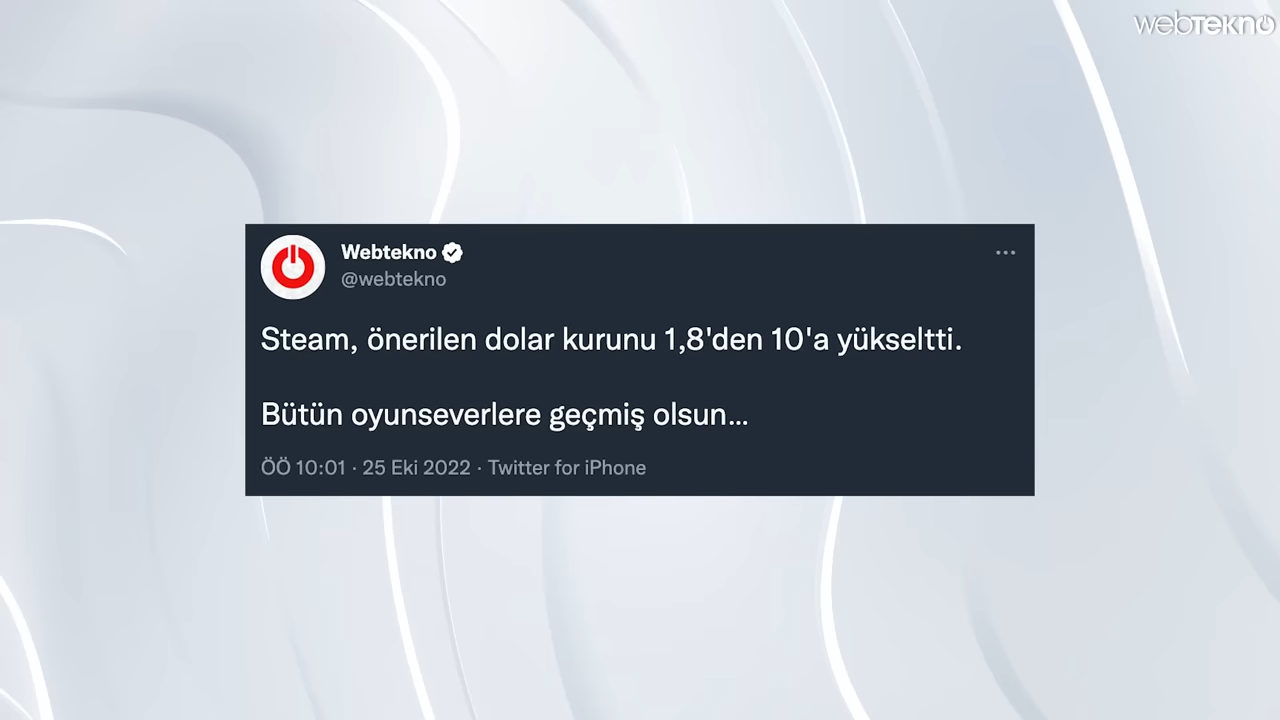 webtekno
Webtekno
@webtekno
Steam, önerilen dolar kurunu 1,8'den 10'a yükseltti.
Bütün oyunseverlere geçmiş olsun...
ÖÖ 10:01 · 25 Eki 2022 · Twitter for iPhone